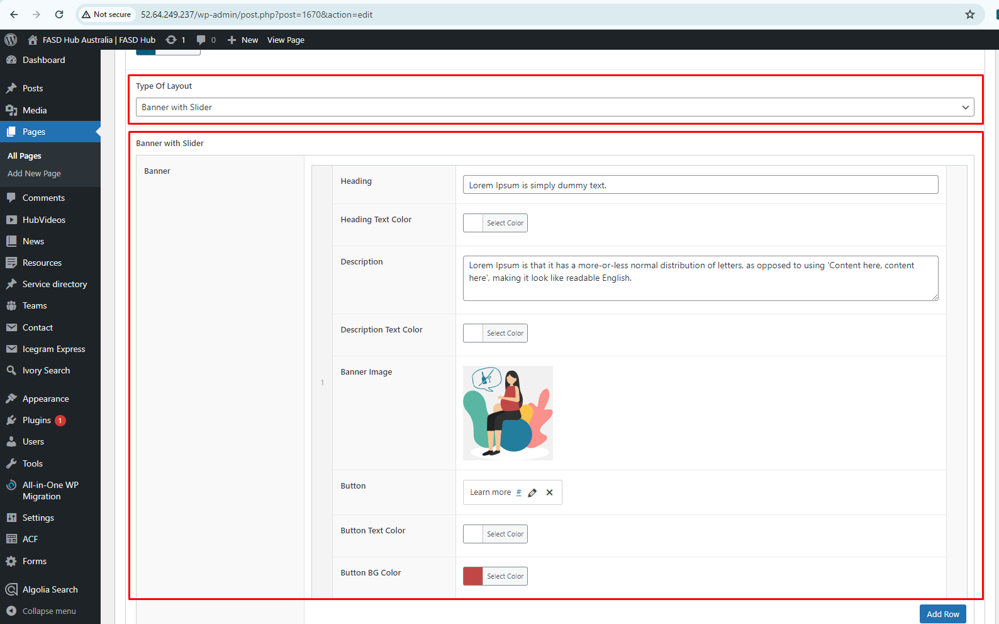 Not secure 52.64.249.237/wp-admin/post.php?post=1670&action=edit
FASD Hub Australia | FASD Hub 1 0 New View Page
Dashboard
Posts
Media
Pages
All Pages
Add New Page
Comments
HubVideos
News
Resources
Service directory
Teams
Contact
Icegram Express
Ivory Search
Appearance
Plugins 1
Users
Tools
All-in-One WP
Migration
Settings
ACF
Forms
Algolia Search
Collapse menu
Type Of Layout
Banner with Slider
Banner with Slider
Banner
1
Heading
Lorem Ipsum is simply dummy text.
Heading Text Color
Select Color
Description
Lorem Ipsum is that it has a more-or-less normal distribution of letters, as opposed to using 'Content here, content
here', making it look like readable English.
Description Text Color
Select Color
Banner Image
Button
Learn more #
Button Text Color
Select Color
Button BG Color
Select Color
Add Row